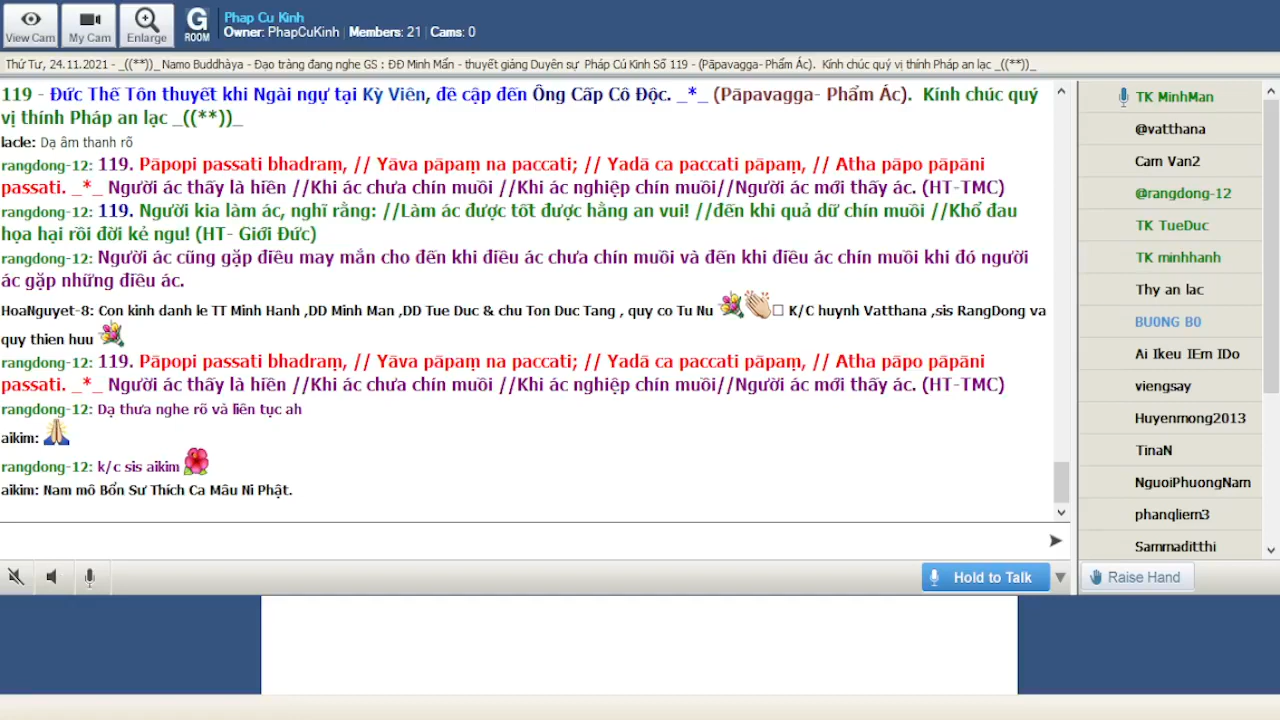 View Cam
My Cam
Enlarge
G
ROOM
Phap Cu Kinh
Owner: PhapCuKinh | Members: 21 | Cams: 0
Thứ Tư, 24.11.2021 - _((**))_ Namo Buddhàya - Đạo tràng đang nghe GS : ĐĐ Minh Mẫn - thuyết giảng Duyên sự Pháp Cú Kinh Số 119 - (Pāpavagga- Phẩm Ác). Kính chúc quý vị thính Pháp an lạc _((**))_
119 - Đức Thế Tôn thuyết khi Ngài ngự tại Kỳ Viên, đề cập đến Ông Cấp Cô Độc. _*_ (Pāpavagga- Phẩm Ác). Kính chúc quý
vị thính Pháp an lạc _((**))_
lacle: Dạ âm thanh rõ
rangdong-12: 119. Pāpopi passati bhadraṃ, // Yāva pāpaṃ na paccati; // Yadā ca paccati pāpaṃ, // Atha pāpo pāpāni
passati. _*_ Người ác thấy là hiền //Khi ác chưa chín muồi //Khi ác nghiệp chín muồi//Người ác mới thấy ác. (HT-TMC)
rangdong-12: 119. Người kia làm ác, nghĩ rằng: //Làm ác được tốt được hằng an vui! //đến khi quả dữ chín muồi //Khổ đau
họa hại rồi đời kẻ ngu! (HT- Giới Đức)
rangdong-12: Người ác cũng gặp điều may mắn cho đến khi điều ác chưa chín muồi và đến khi điều ác chín muồi khi đó người
ác gặp những điều ác.
HoaNguyet-8: Con kinh danh le TT Minh Hanh ,DD Minh Man ,DD Tue Duc & chu Ton Duc Tang , quy co Tu Nu K/C huynh Vatthana ,sis RangDong va
quy thien huu
rangdong-12: 119. Pāpopi passati bhadraṃ, // Yāva pāpaṃ na paccati; // Yadā ca paccati pāpaṃ, // Atha pāpo pāpāni
passati. _*_ Người ác thấy là hiền //Khi ác chưa chín muồi //Khi ác nghiệp chín muồi//Người ác mới thấy ác. (HT-TMC)
rangdong-12: Dạ thưa nghe rõ và liên tục ah
aikim:
rangdong-12: k/c sis aikim
aikim: Nam mô Bổn Sư Thích Ca Mâu Ni Phật.
Hold to Talk
TK MinhMan
@vatthana
Cam Van2
@rangdong-12
TK TueDuc
TK minhhanh
Thy an lac
BU0NG B0
Ai Ikeu IEm IDo
viengsay
Huyenmong2013
TinaN
NguoiPhuongNam
phanqliem3
Sammaditthi
Raise Hand